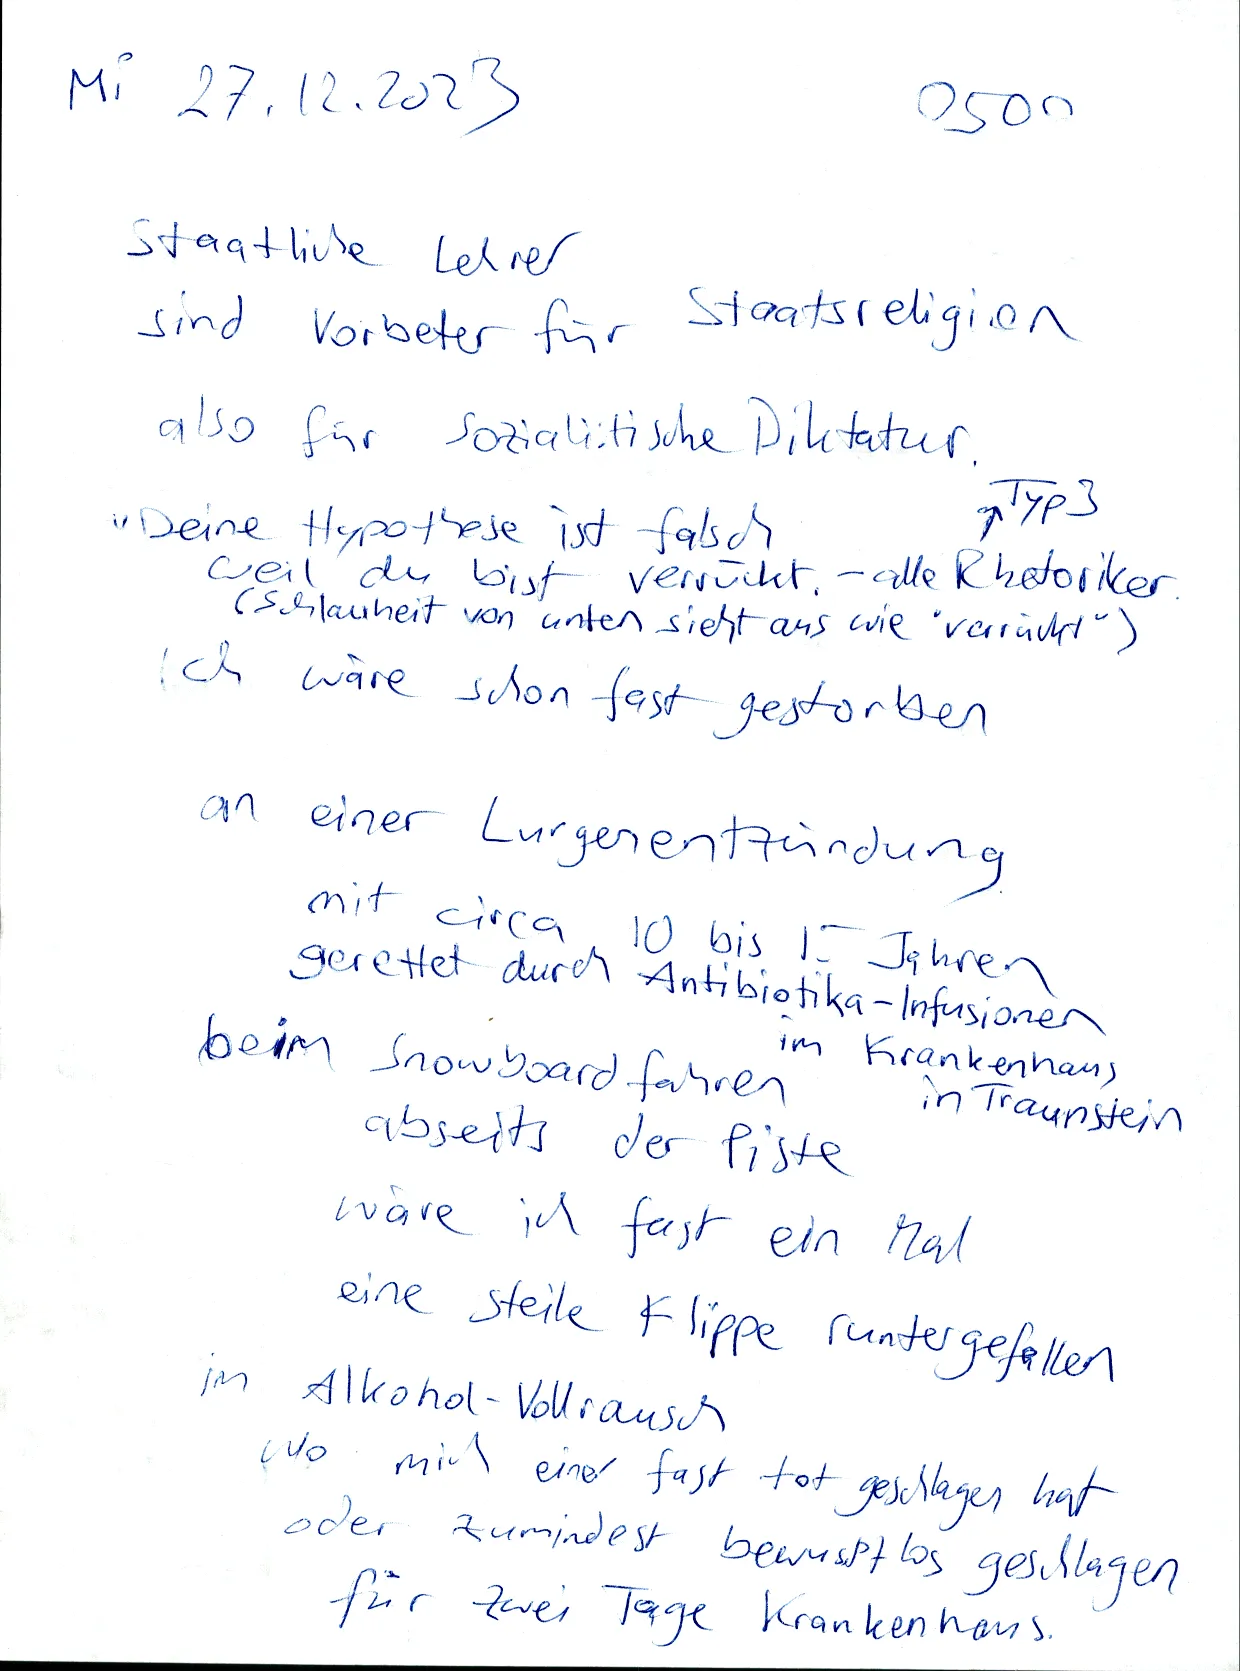 Mi 27.12.2023 0500
Staatliche Lehrer
sind Vorbeter für Staatsreligion
also für sozialistische Diktatur.
Typ 3
"Deine Hypothese ist falsch
weil du bist verrückt. - alle Rhetoriker.
(Schlauheit von unten sieht aus wie "verrückt")
Ich wäre schon fast gestorben
an einer Lungenentzündung
mit circa 10 bis 15 Jahren
gerettet durch Antibiotika-Infusionen
im Krankenhaus
in Traunstein
beim Snowboard fahren
abseits der Piste
wäre ich fast ein Mal
eine steile Klippe runtergefallen
im Alkohol-Vollrausch
wo mich einer fast tot geschlagen hat
oder zumindest bewusstlos geschlagen
für zwei Tage Krankenhaus.